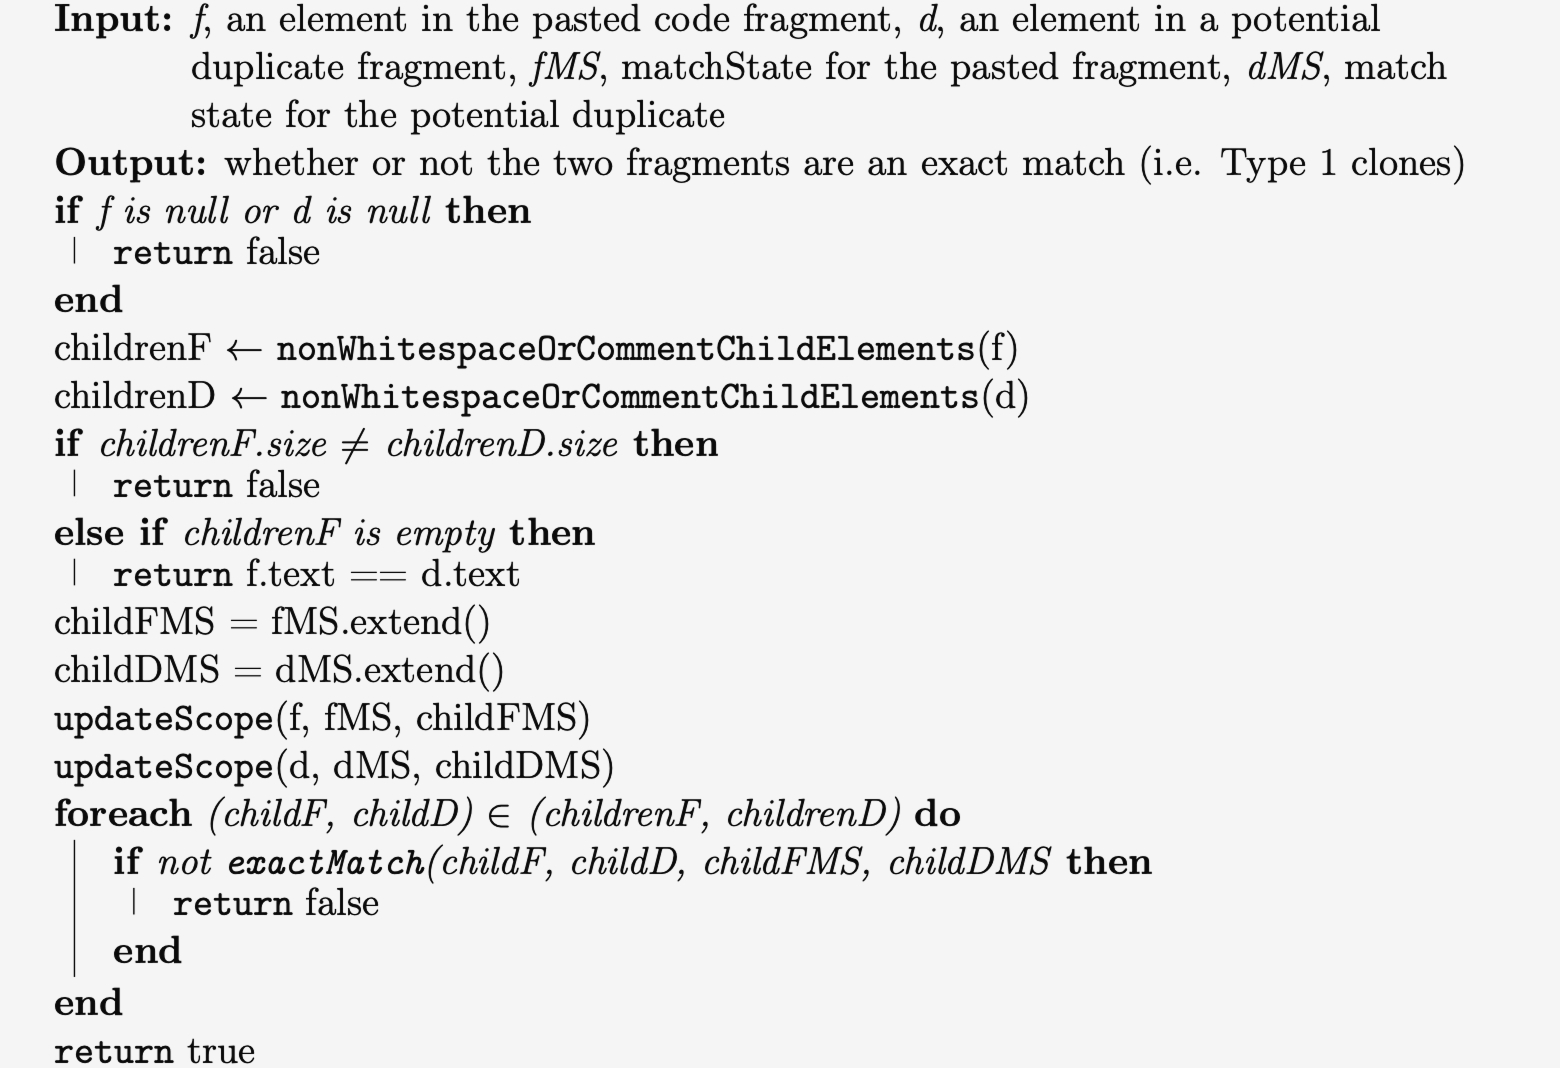 Input: f, an element in the pasted code fragment, d, an element in a potential
duplicate fragment, fMS, matchState for the pasted fragment, dMS, match
state for the potential duplicate
Output: whether or not the two fragments are an exact match (i.e. Type 1 clones)
if f is null or d is null then
return false
end
childrenF ← nonWhitespaceOrCommentChildElements(f)
childrenD ← nonWhitespaceOrCommentChildElements(d)
if childrenF.size ≠ childrenD.size then
return false
else if childrenF is empty then
return f.text == d.text
childFMS = fMS.extend()
childDMS = dMS.extend()
updateScope(f, fMS, childFMS)
updateScope(d, dMS, childDMS)
foreach (childF, childD) ∈ (childrenF, childrenD) do
if not exactMatch(childF, childD, childFMS, childDMS then
return false
end
end
return true